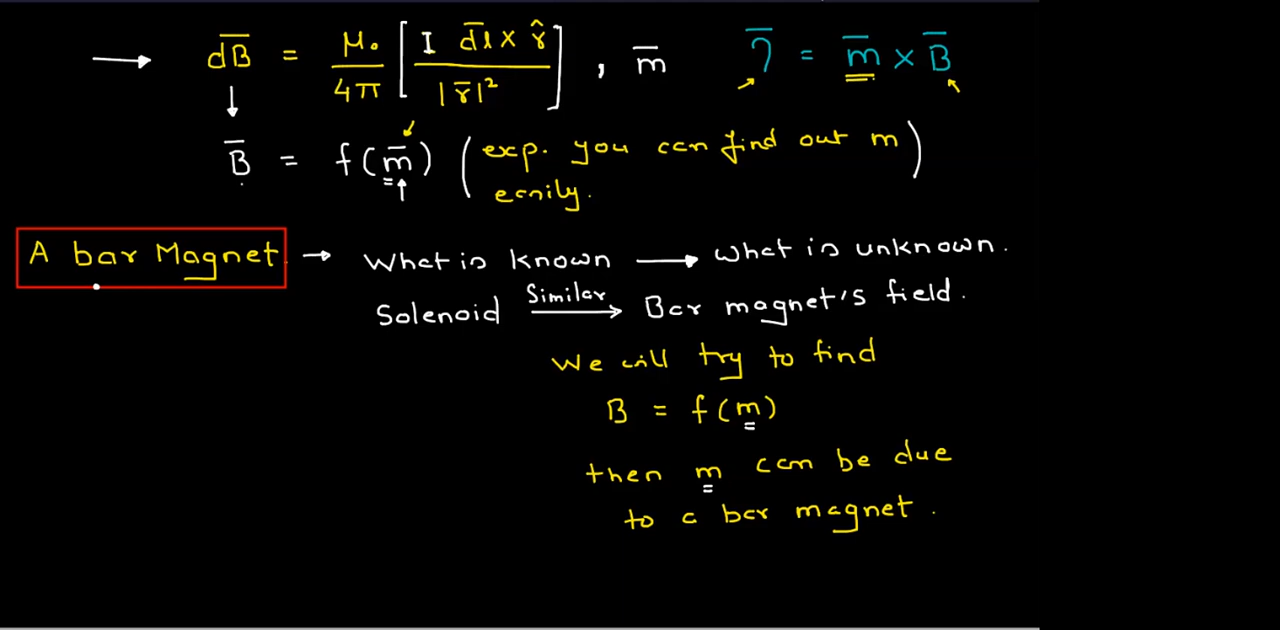 → dB̅ = μ₀/4π [ I d̅l × r̂ / |r̅|² ] , m̅ τ̅ = m̅ × B̅
↓
B̅ = f(m̅) (exp. you can find out m easily.)
A bar Magnet → What is known → what is unknown.
Solenoid Similar → Bar magnet's field.
We will try to find
B = f(m)
then m can be due
to a bar magnet.